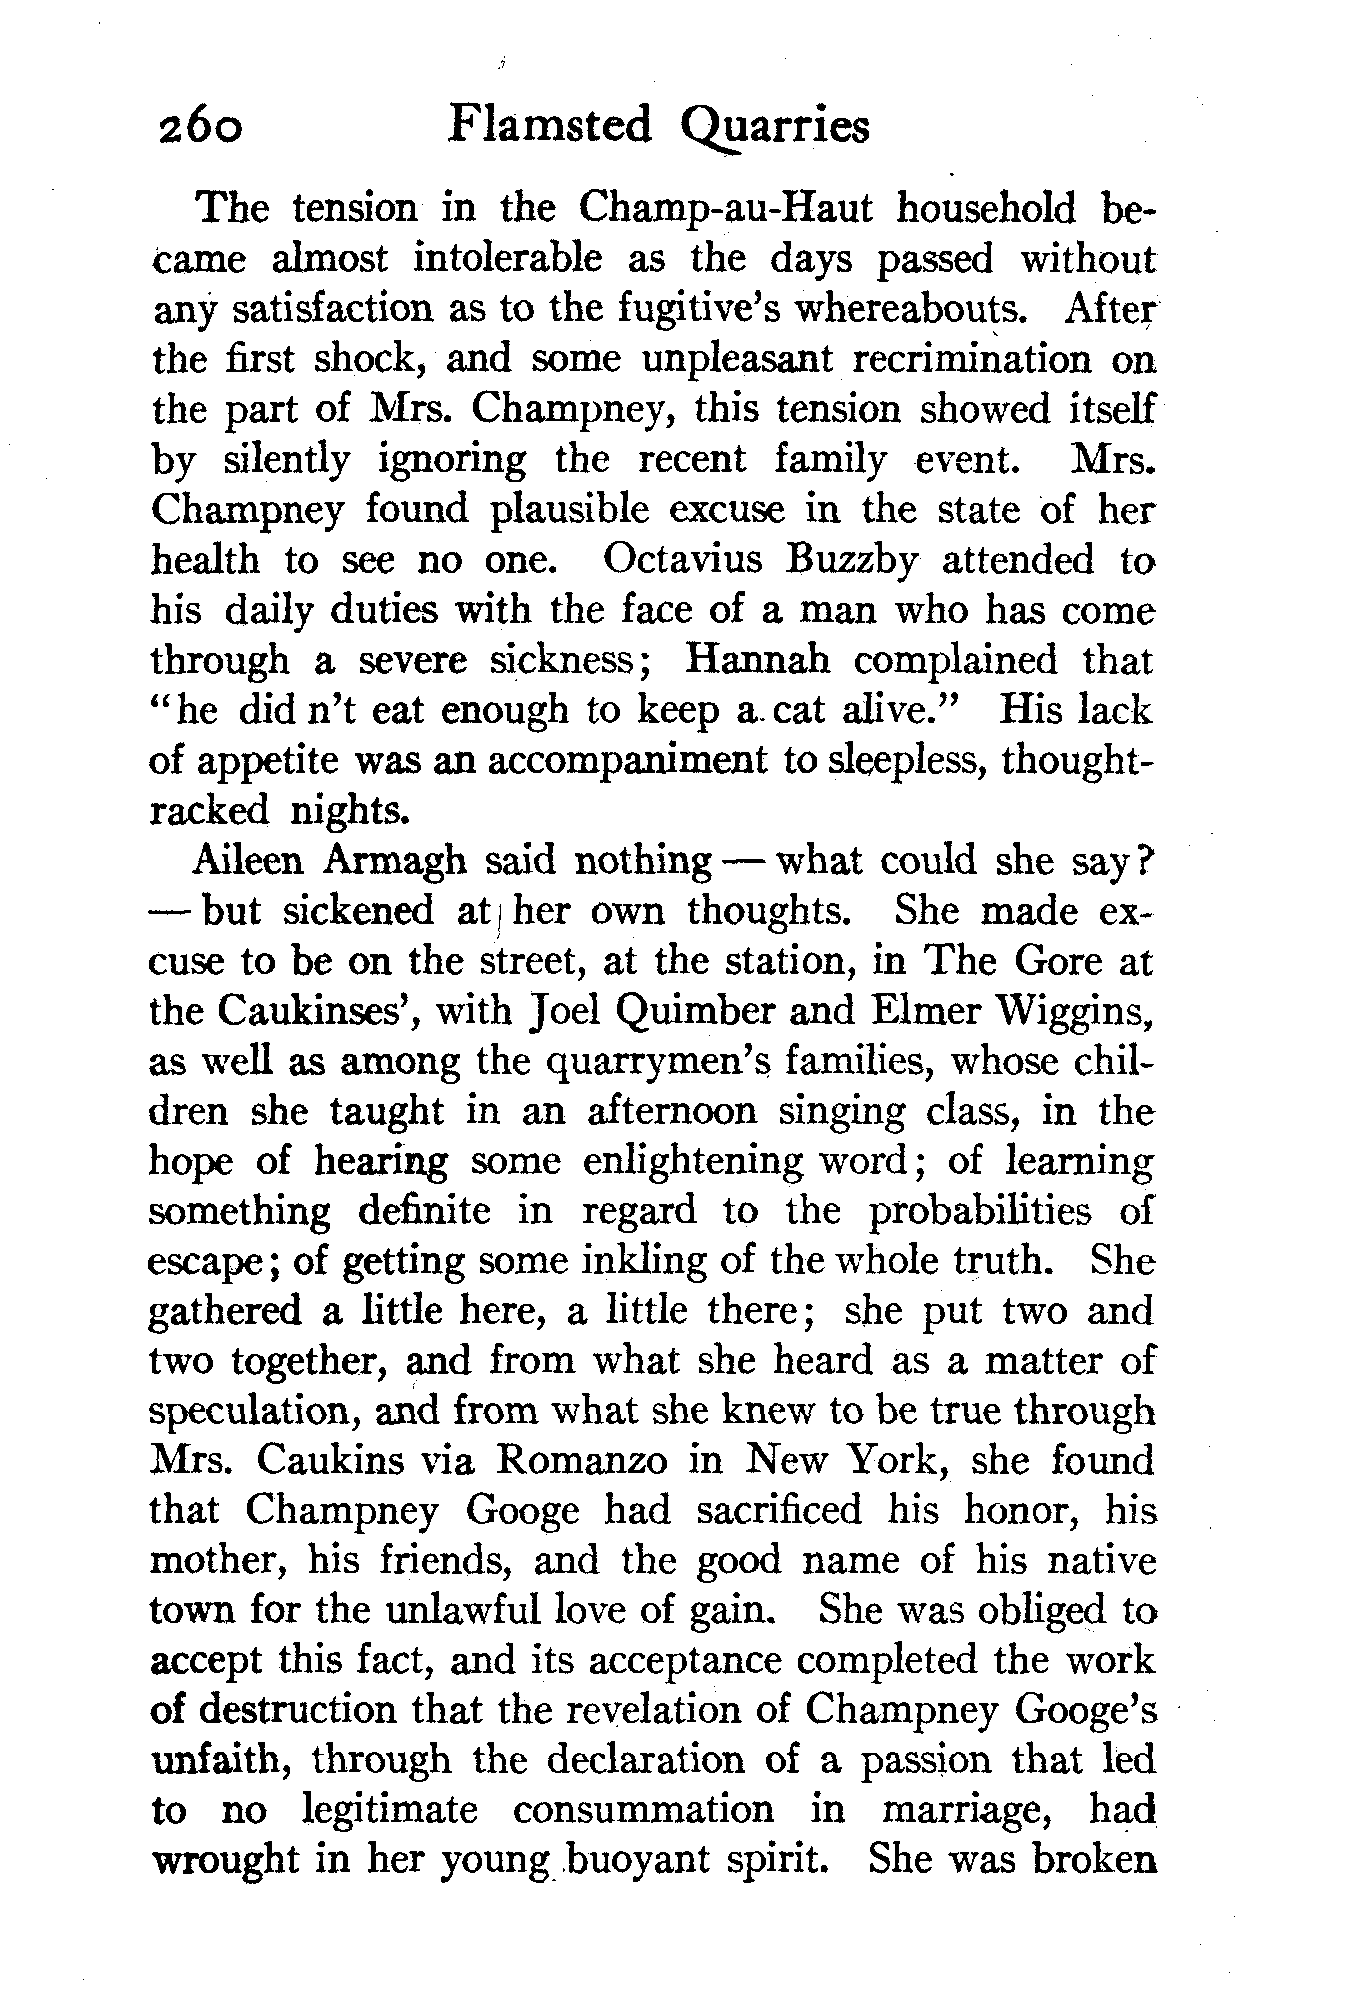 260 Flamsted Quarries
The tension in the Champ-au-Haut household be-
came almost intolerable as the days passed without
any satisfaction as to the fugitive's whereabouts. After
the first shock, and some unpleasant recrimination on
the part of Mrs. Champney, this tension showed itself
by silently ignoring the recent family event. Mrs.
Champney found plausible excuse in the state of her
health to see no one. Octavius Buzzby attended to
his daily duties with the face of a man who has come
through a severe sickness; Hannah complained that
"he did n't eat enough to keep a cat alive." His lack
of appetite was an accompaniment to sleepless, thought-
racked nights.
Aileen Armagh said nothing — what could she say?
— but sickened at her own thoughts. She made ex-
cuse to be on the street, at the station, in The Gore at
the Caukinses', with Joel Quimber and Elmer Wiggins,
as well as among the quarrymen's families, whose chil-
dren she taught in an afternoon singing class, in the
hope of hearing some enlightening word; of learning
something definite in regard to the probabilities of
escape; of getting some inkling of the whole truth. She
gathered a little here, a little there; she put two and
two together, and from what she heard as a matter of
speculation, and from what she knew to be true through
Mrs. Caukins via Romanzo in New York, she found
that Champney Googe had sacrificed his honor, his
mother, his friends, and the good name of his native
town for the unlawful love of gain. She was obliged to
accept this fact, and its acceptance completed the work
of destruction that the revelation of Champney Googe's
unfaith, through the declaration of a passion that led
to no legitimate consummation in marriage, had
wrought in her young buoyant spirit. She was broken